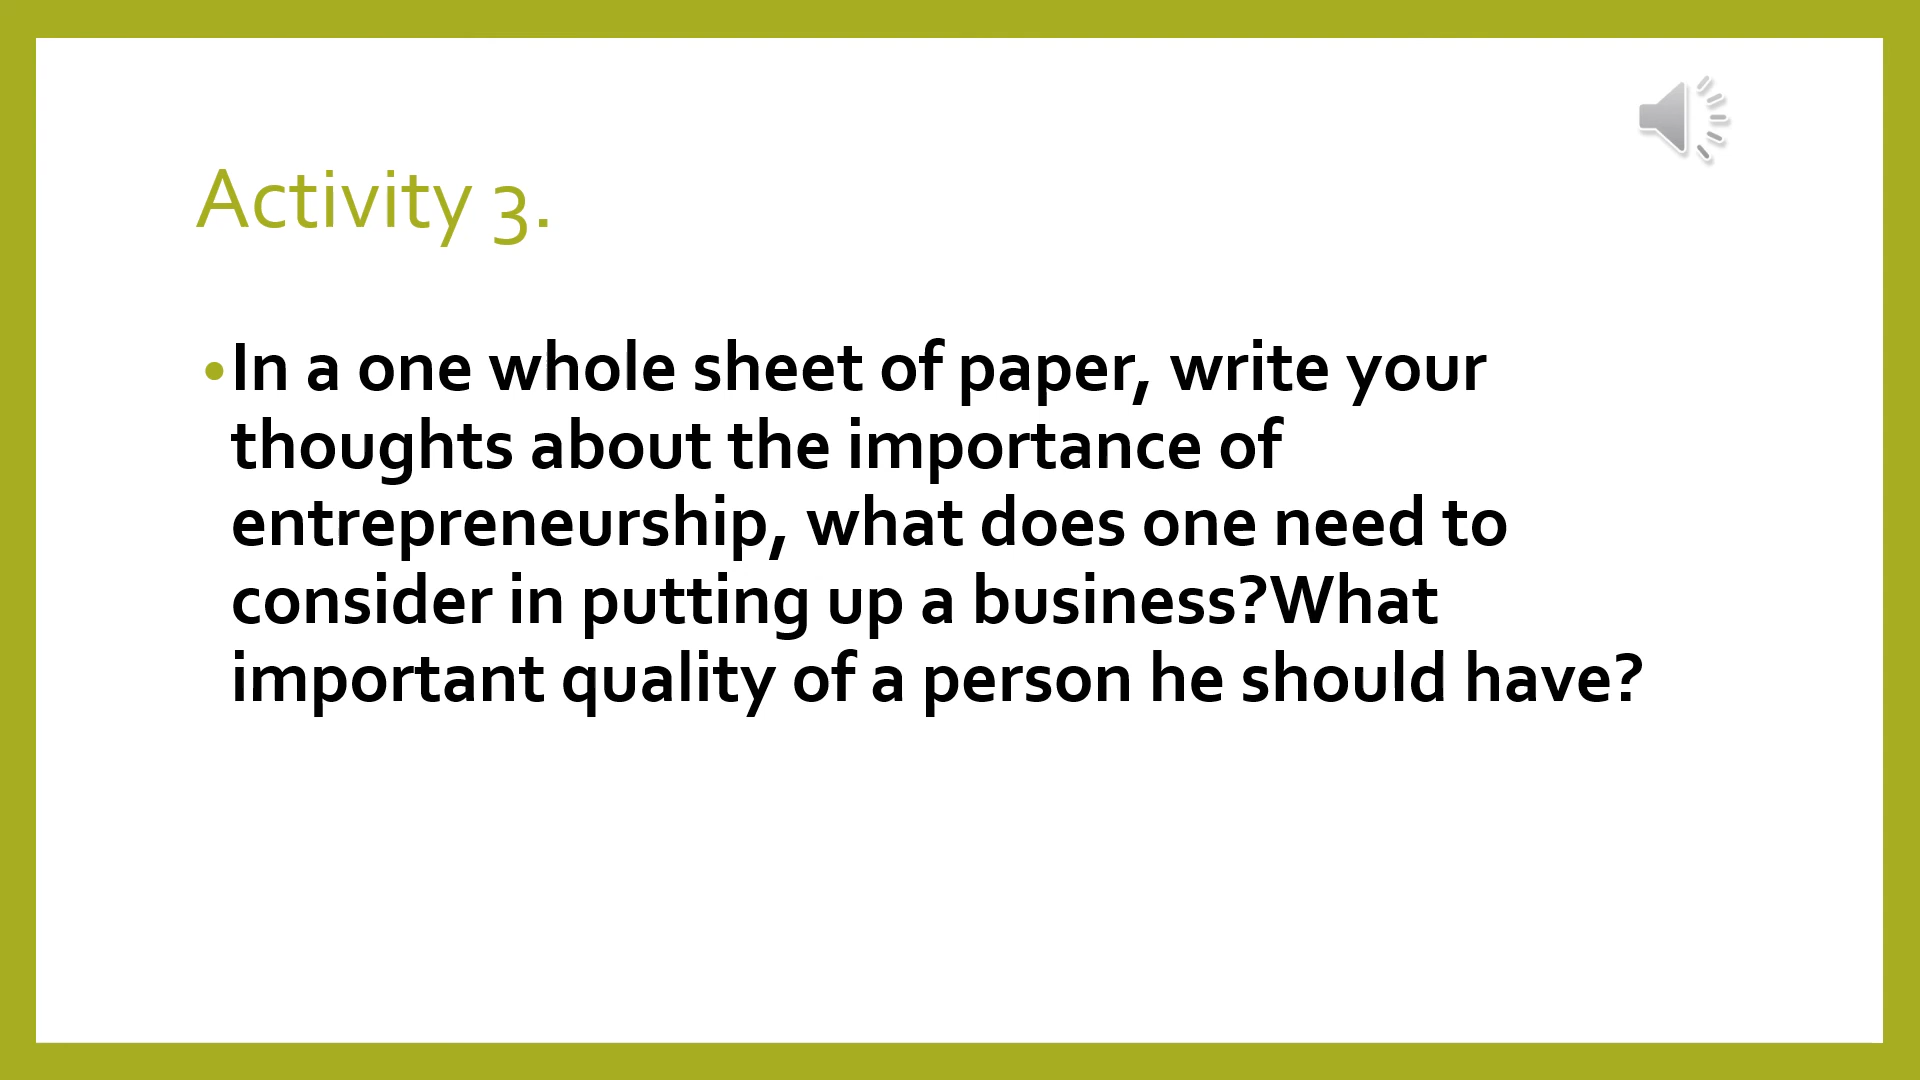 Activity 3.
•In a one whole sheet of paper, write your
thoughts about the importance of
entrepreneurship, what does one need to
consider in putting up a business?What
important quality of a person he should have?